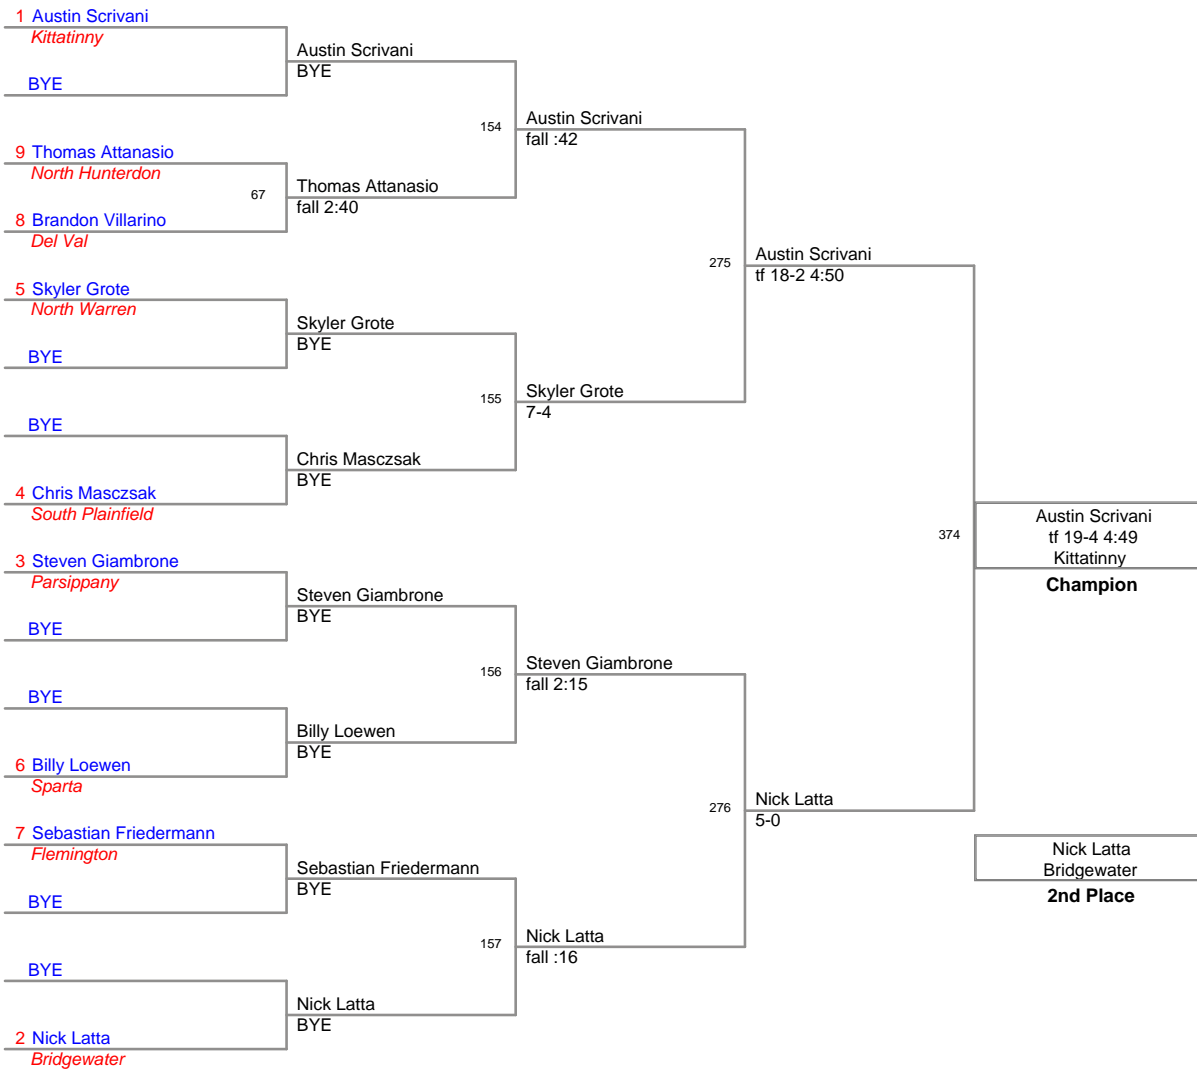 1 Austin Scrivani
Kittatinny
BYE
9 Thomas Attanasio
North Hunterdon
8 Brandon Villarino
Del Val
5 Skyler Grote
North Warren
BYE
BYE
4 Chris Masczsak
South Plainfield
3 Steven Giambrone
Parsippany
BYE
BYE
6 Billy Loewen
Sparta
7 Sebastian Friedermann
Flemington
BYE
BYE
2 Nick Latta
Bridgewater
Austin Scrivani
BYE
67
Thomas Attanasio
fall 2:40
Skyler Grote
BYE
Chris Masczsak
BYE
Steven Giambrone
BYE
Billy Loewen
BYE
Sebastian Friedermann
BYE
Nick Latta
BYE
154
Austin Scrivani
fall :42
155
Skyler Grote
7-4
156
Steven Giambrone
fall 2:15
157
Nick Latta
fall :16
275
Austin Scrivani
tf 18-2 4:50
276
Nick Latta
5-0
374
Austin Scrivani
tf 19-4 4:49
Kittatinny
Champion
Nick Latta
Bridgewater
2nd Place